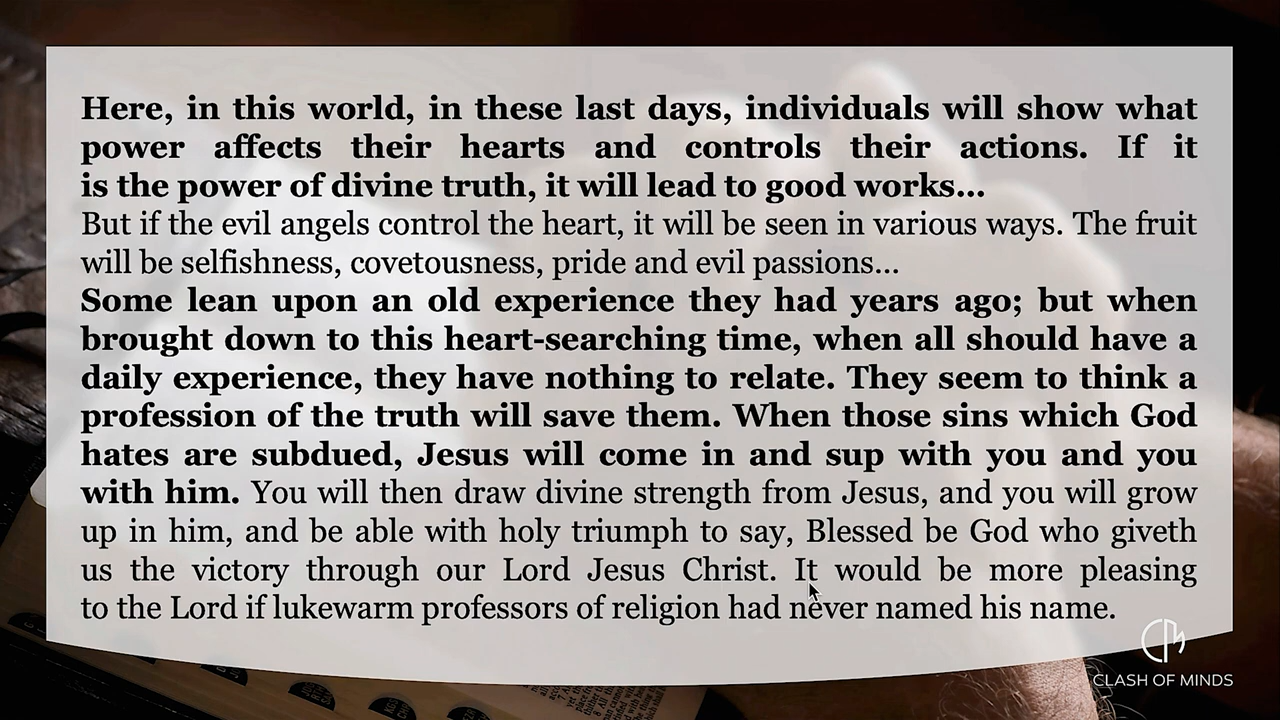 Here, in this world, in these last days, individuals will show what
power affects their hearts and controls their actions. If it
is the power of divine truth, it will lead to good works...
But if the evil angels control the heart, it will be seen in various ways. The fruit
will be selfishness, covetousness, pride and evil passions...
Some lean upon an old experience they had years ago; but when
brought down to this heart-searching time, when all should have a
daily experience, they have nothing to relate. They seem to think a
profession of the truth will save them. When those sins which God
hates are subdued, Jesus will come in and sup with you and you
with him. You will then draw divine strength from Jesus, and you will grow
up in him, and be able with holy triumph to say, Blessed be God who giveth
us the victory through our Lord Jesus Christ. It would be more pleasing
to the Lord if lukewarm professors of religion had never named his name.
CLASH OF MINDS